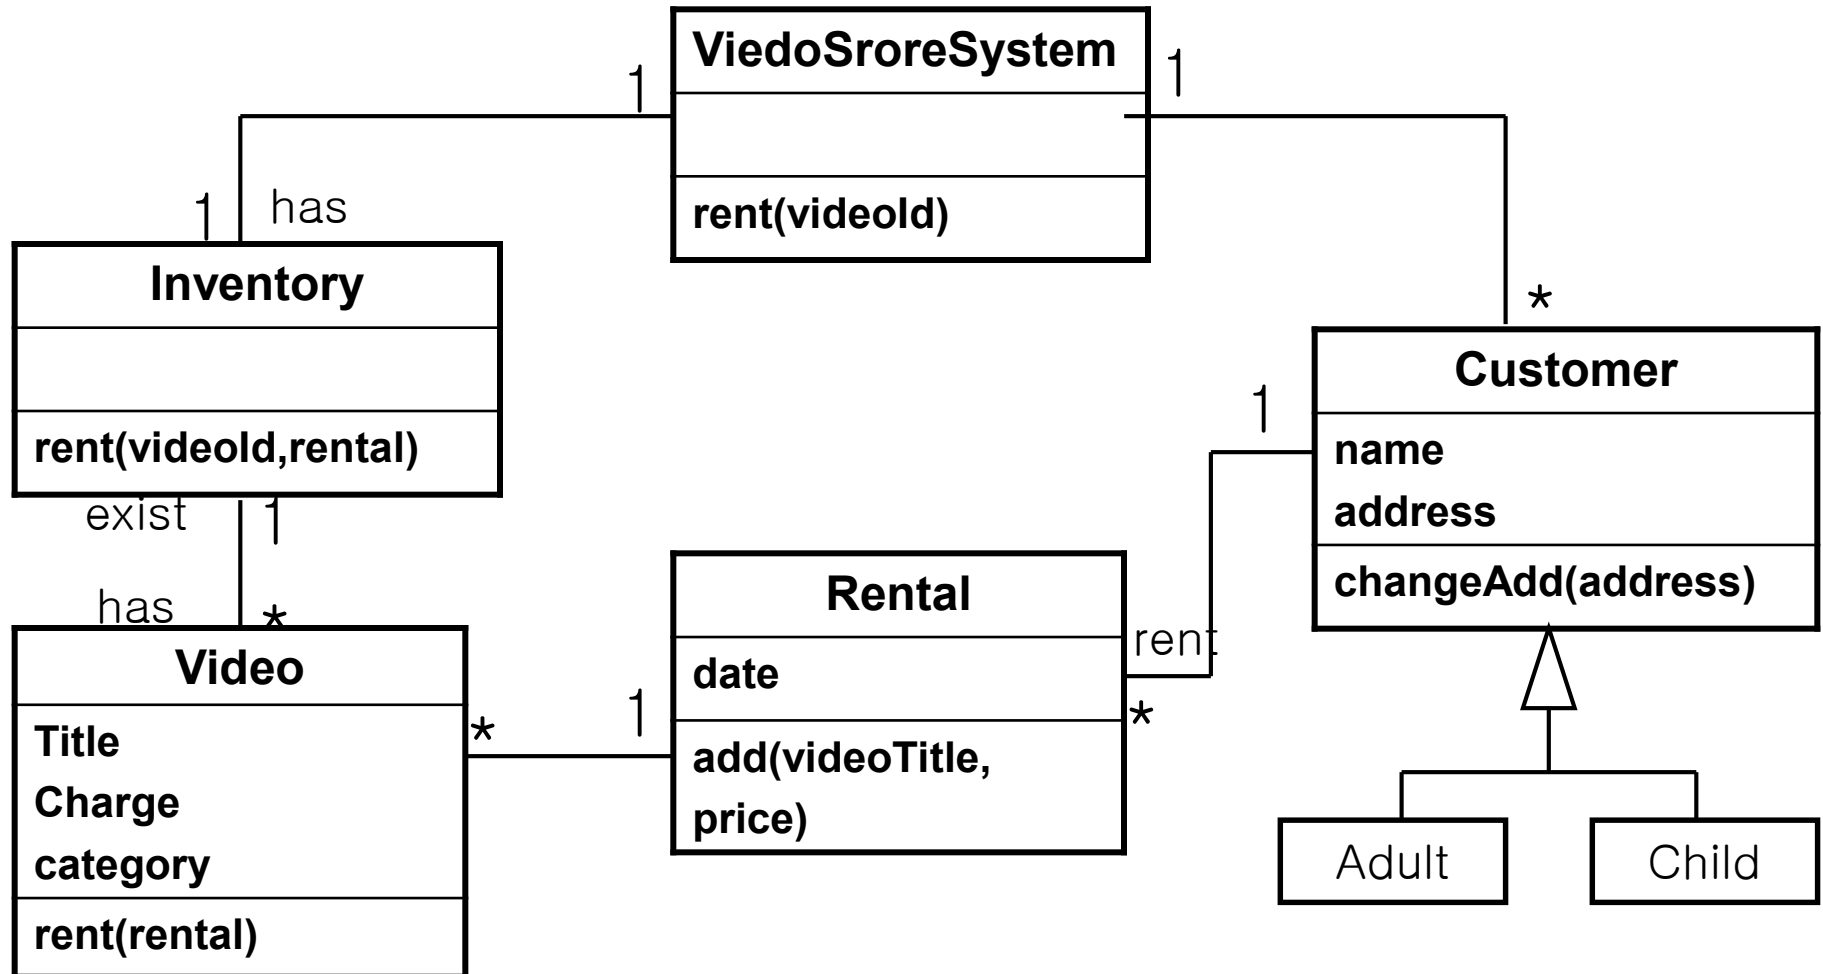 ViedoSroreSystem
rent(videoId)
1
1
1
has
Inventory
rent(videoId,rental)
exist
1
has
*
Video
Title
Charge
category
rent(rental)
*
1
Rental
date
add(videoTitle,
price)
rent
*
1
*
Customer
name
address
changeAdd(address)
Adult
Child